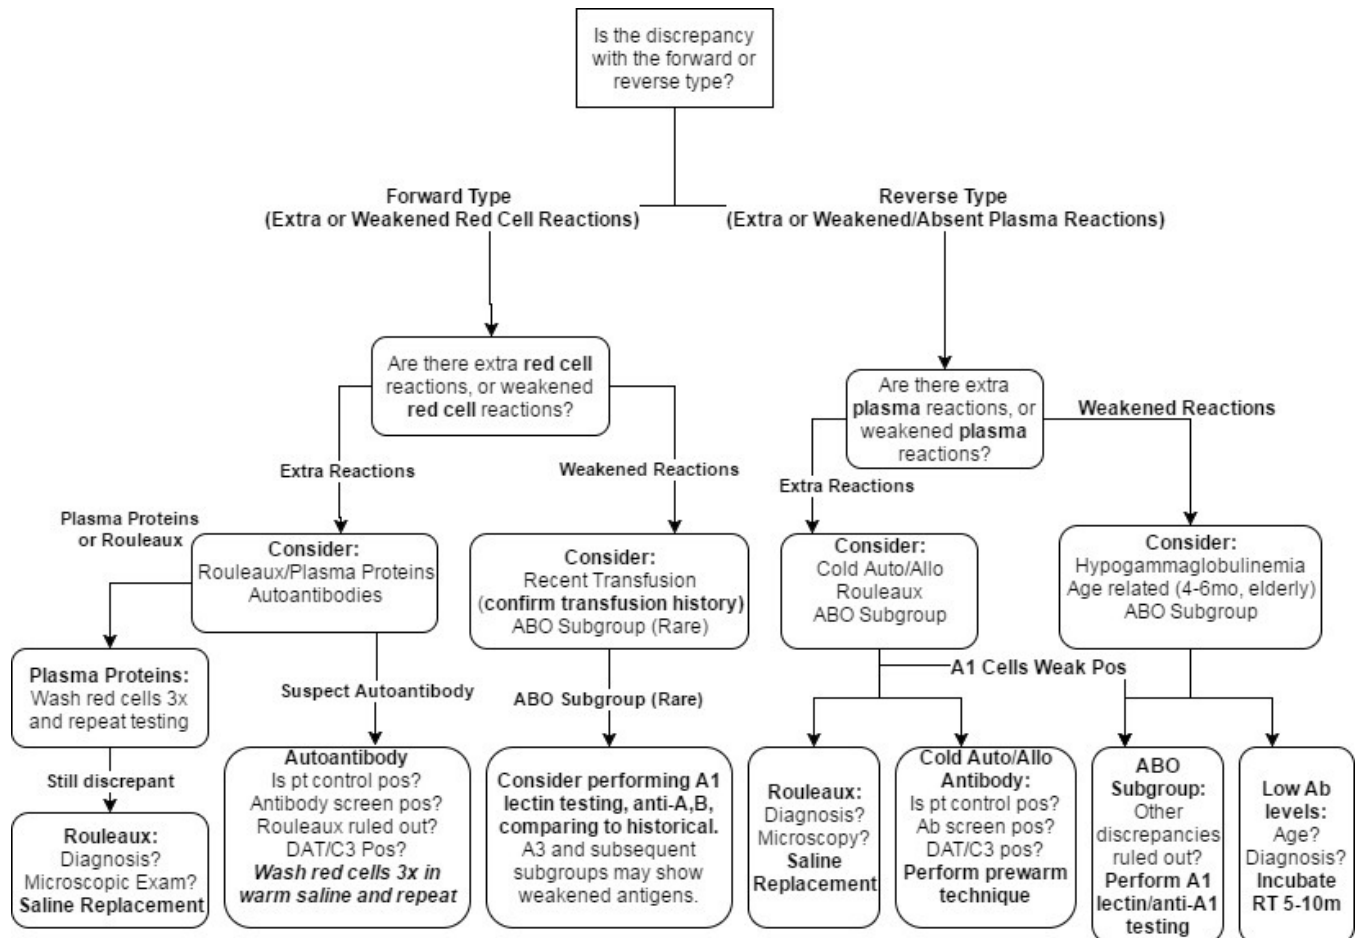 Is the discrepancy
with the forward or
reverse type?
Forward Type
(Extra or Weakened Red Cell Reactions)
Reverse Type
(Extra or Weakened/Absent Plasma Reactions)
Are there extra red cell
reactions, or weakened
red cell reactions?
Are there extra
plasma reactions, or
weakened plasma
reactions?
Extra Reactions
Weakened Reactions
Extra Reactions
Weakened Reactions
Plasma Proteins
or Rouleaux
Consider:
Rouleaux/Plasma Proteins
Autoantibodies
Consider:
Recent Transfusion
(confirm transfusion history)
ABO Subgroup (Rare)
Consider:
Cold Auto/Allo
Rouleaux
ABO Subgroup
Consider:
Hypogammaglobulinemia
Age related (4-6mo, elderly)
ABO Subgroup
Plasma Proteins:
Wash red cells 3x
and repeat testing
Suspect Autoantibody
ABO Subgroup (Rare)
A1 Cells Weak Pos
Still discrepant
Rouleaux:
Diagnosis?
Microscopic Exam?
Saline Replacement
Autoantibody
Is pt control pos?
Antibody screen pos?
Rouleaux ruled out?
DAT/C3 Pos?
Wash red cells 3x in
warm saline and repeat
Consider performing A1
lectin testing, anti-A,B,
comparing to historical.
A3 and subsequent
subgroups may show
weakened antigens.
Rouleaux:
Diagnosis?
Microscopy?
Saline
Replacement
Cold Auto/Allo
Antibody:
Is pt control pos?
Ab screen pos?
DAT/C3 pos?
Perform prewarm
technique
ABO
Subgroup:
Other
discrepancies
ruled out?
Perform A1
lectin/anti-A1
testing
Low Ab
levels:
Age?
Diagnosis?
Incubate
RT 5-10m